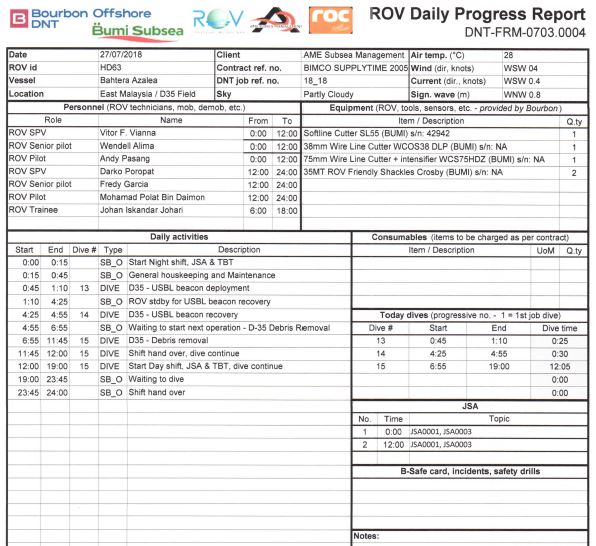 Bourbon Offshore
DNT
Bumi Subsea
ROV
roc
ROV Daily Progress Report
DNT-FRM-0703.0004
Date 27/07/2018 Client AME Subsea Management Air temp. (°C) 28
ROV id HD63 Contract ref. no. BIMCO SUPPLYTIME 2005 Wind (dir, knots) WSW 04
Vessel Bahtera Azalea DNT job ref. no. 18_18 Current (dir., knots) WSW 0.4
Location East Malaysia / D35 Field Sky Partly Cloudy Sign. wave (m) WNW 0.8
Personnel (ROV technicians, mob, demob, etc.)
Role Name From To
ROV SPV Vitor F. Vianna 0:00 12:00
ROV Senior pilot Wendell Alima 0:00 12:00
ROV Pilot Andy Pasang 0:00 12:00
ROV SPV Darko Poropat 12:00 24:00
ROV Senior pilot Fredy Garcia 12:00 24:00
ROV Pilot Mohamad Polat Bin Daimon 12:00 24:00
ROV Trainee Johan Iskandar Johari 6:00 18:00
Equipment (ROV, tools, sensors, etc. - provided by Bourbon)
Item / Description Q.ty
Softline Cutter SL55 (BUMI) s/n: 42942 1
38mm Wire Line Cutter WCOS38 DLP (BUMI) s/n: NA 1
75mm Wire Line Cutter + intensifier WCS75HDZ (BUMI) s/n: NA 1
35MT ROV Friendly Shackles Crosby (BUMI) s/n: NA 2
Daily activities
Start End Dive # Type Description
0:00 0:15 SB_O Start Night shift, JSA & TBT
0:15 0:45 SB_O General houskeeping and Maintenance
0:45 1:10 13 DIVE D35 - USBL beacon deployment
1:10 4:25 SB_O ROV stdby for USBL beacon recovery
4:25 4:55 14 DIVE D35 - USBL beacon recovery
4:55 6:55 SB_O Waiting to start next operation - D-35 Debris Removal
6:55 11:45 15 DIVE D35 - Debris removal
11:45 12:00 15 DIVE Shift hand over, dive continue
12:00 19:00 15 DIVE Start Day shift, JSA & TBT, dive continue
19:00 23:45 SB_O Waiting to dive
23:45 24:00 SB_O Shift hand over
Consumables (items to be charged as per contract)
Item / Description UoM Q.ty
Today dives (progressive no. - 1 = 1st job dive)
Dive # Start End Dive time
13 0:45 1:10 0:25
14 4:25 4:55 0:30
15 6:55 19:00 12:05
0:00
0:00
JSA
No. Time Topic
1 0:00 JSA0001, JSA0003
2 12:00 JSA0001, JSA0003
B-Safe card, incidents, safety drills
Notes: